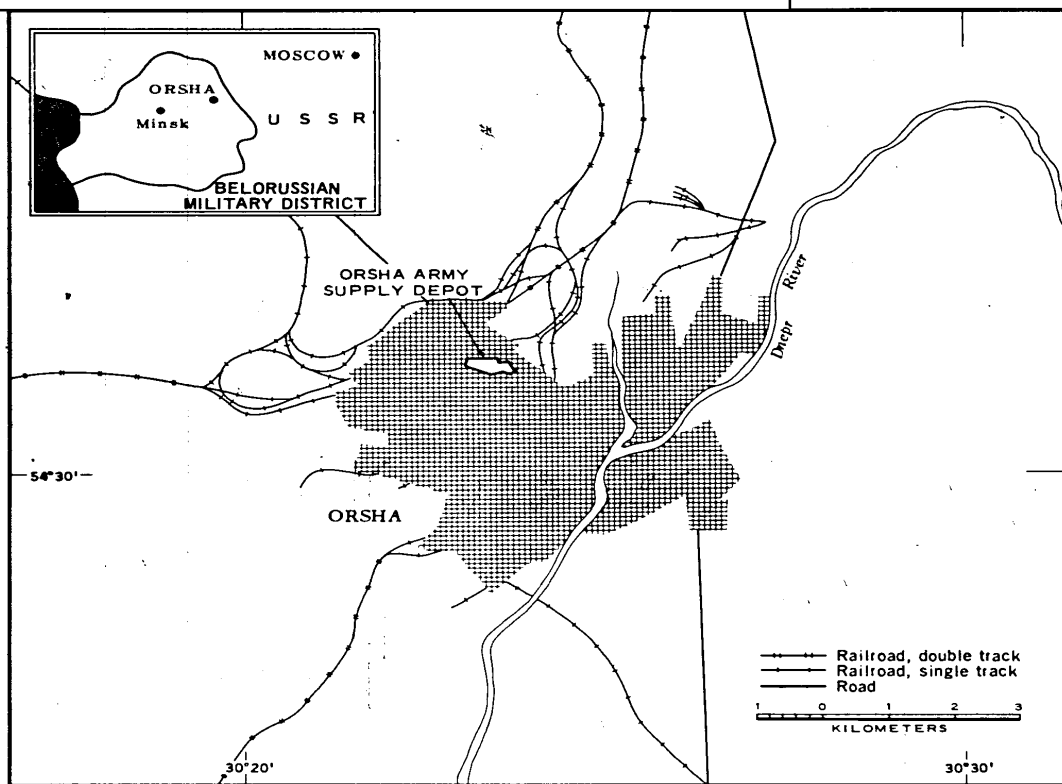 MOSCOW
ORSHA
Minsk
U S S R
BELORUSSIAN
MILITARY DISTRICT
ORSHA ARMY
SUPPLY DEPOT
Dnepr River
54°30'
ORSHA
Railroad, double track
Railroad, single track
Road
1 0 1 2 3
KILOMETERS
30°20'
30°30'